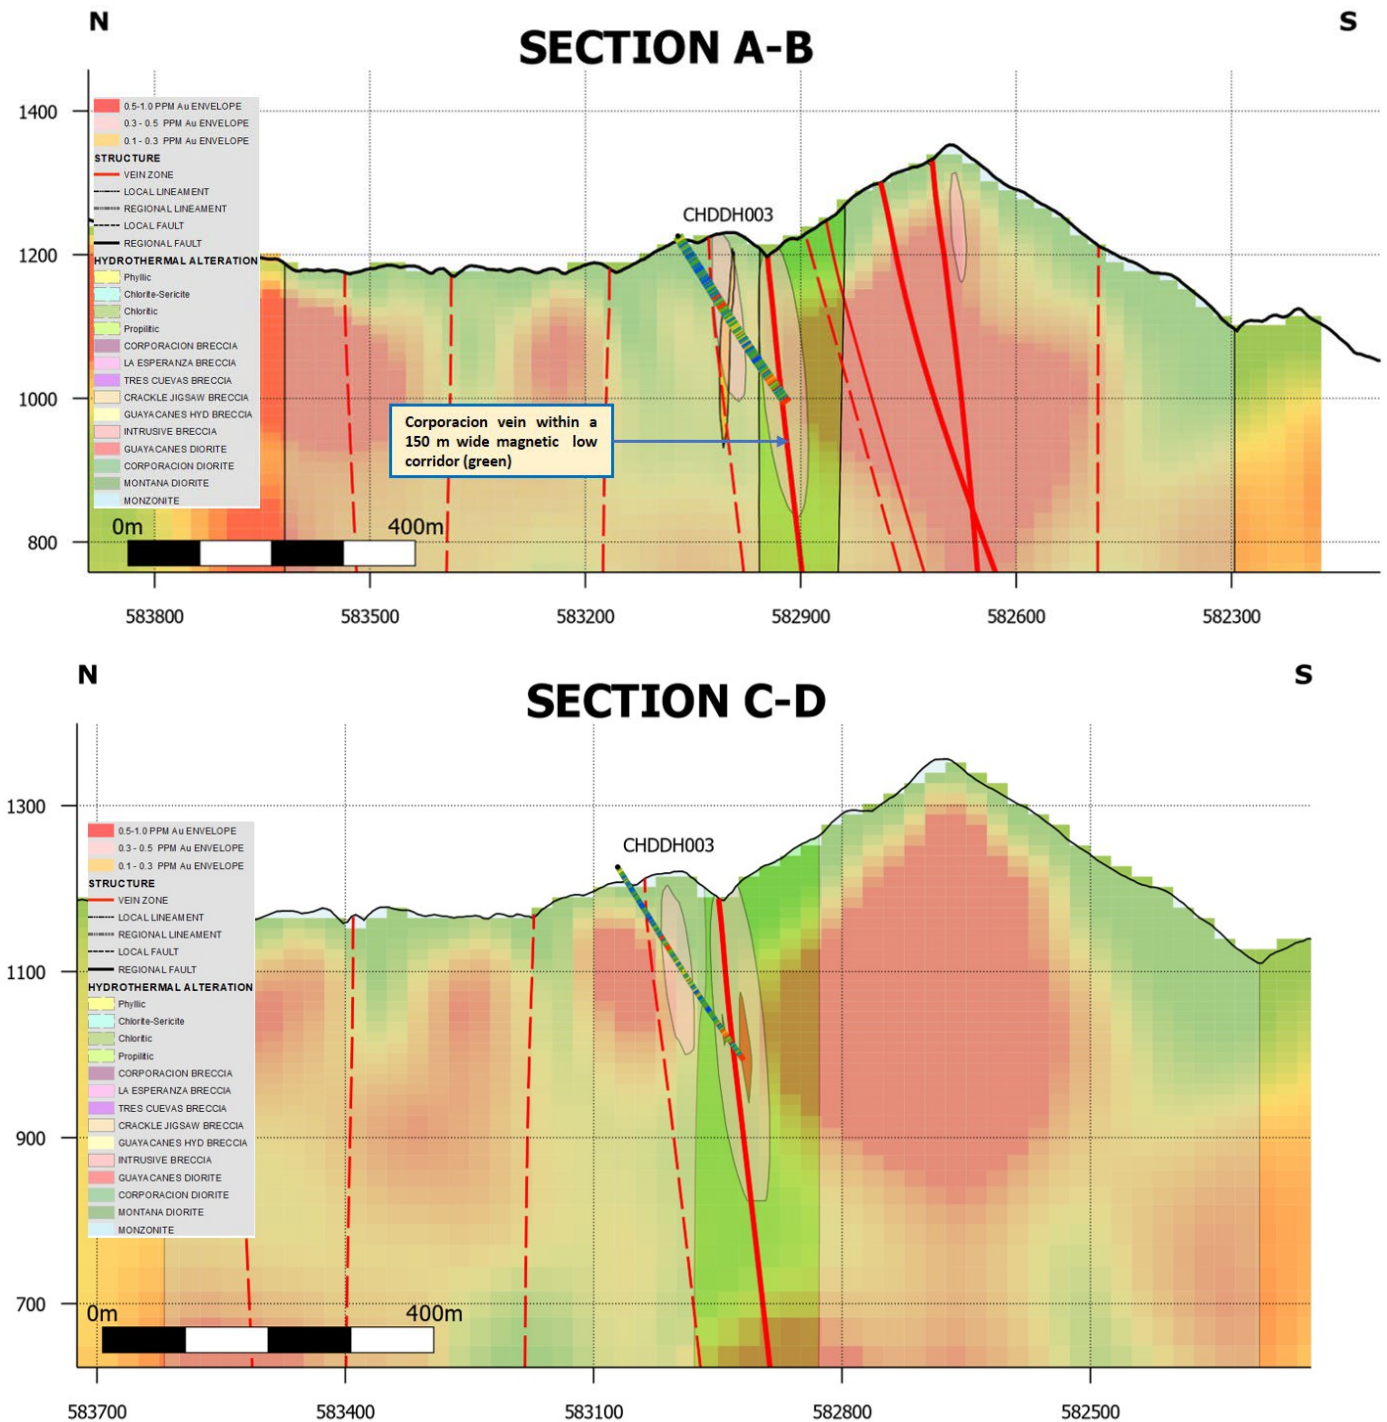 N
S
SECTION A-B
1400
1200
1000
800
0.5-1.0 PPM Au ENVELOPE
0.3 - 0.5 PPM Au ENVELOPE
0.1 - 0.3 PPM Au ENVELOPE
STRUCTURE
VEIN ZONE
LOCAL LINEAMENT
REGIONAL LINEAMENT
LOCAL FAULT
REGIONAL FAULT
HYDROTHERMAL ALTERATION
Phyllic
Chlorite-Sericite
Chloritic
Propilitic
CORPORACION BRECCIA
LA ESPERANZA BRECCIA
TRES CUEVAS BRECCIA
CRACKLE JIGSAW BRECCIA
GUAYACANES HYD BRECCIA
INTRUSIVE BRECCIA
GUAYACANES DIORITE
CORPORACION DIORITE
MONTANA DIORITE
MONZONITE
CHDDH003
Corporacion vein within a
150 m wide magnetic low
corridor (green)
0m 400m
583800 583500 583200 582900 582600 582300
N
S
SECTION C-D
1300
1100
900
700
0.5-1.0 PPM Au ENVELOPE
0.3 - 0.5 PPM Au ENVELOPE
0.1 - 0.3 PPM Au ENVELOPE
STRUCTURE
VEIN ZONE
LOCAL LINEAMENT
REGIONAL LINEAMENT
LOCAL FAULT
REGIONAL FAULT
HYDROTHERMAL ALTERATION
Phyllic
Chlorite-Sericite
Chloritic
Propilitic
CORPORACION BRECCIA
LA ESPERANZA BRECCIA
TRES CUEVAS BRECCIA
CRACKLE JIGSAW BRECCIA
GUAYACANES HYD BRECCIA
INTRUSIVE BRECCIA
GUAYACANES DIORITE
CORPORACION DIORITE
MONTANA DIORITE
MONZONITE
CHDDH003
0m 400m
583700 583400 583100 582800 582500